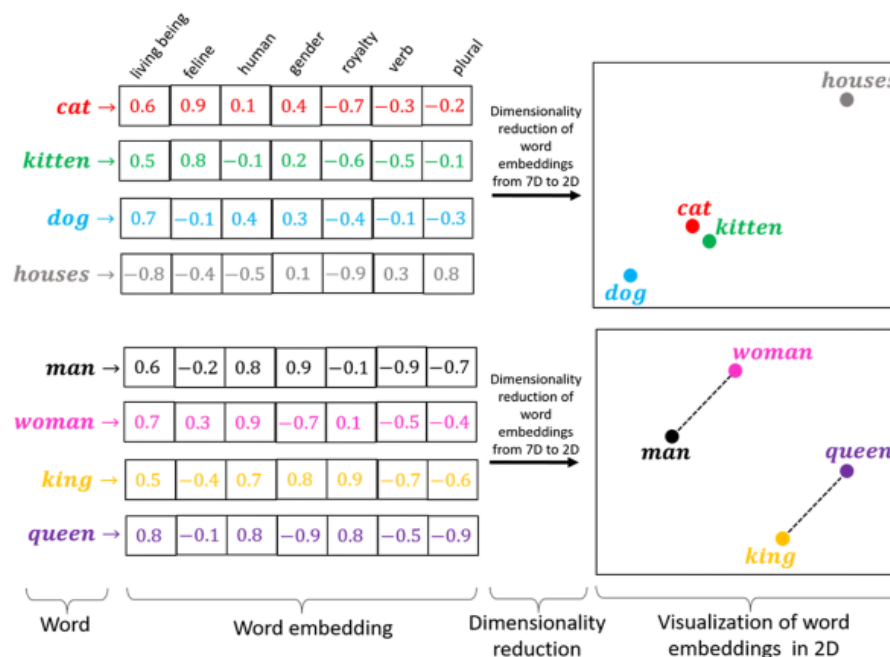 living being feline human gender royalty verb plural
cat → 0.6 0.9 0.1 0.4 −0.7 −0.3 −0.2
kitten → 0.5 0.8 −0.1 0.2 −0.6 −0.5 −0.1
dog → 0.7 −0.1 0.4 0.3 −0.4 −0.1 −0.3
houses → −0.8 −0.4 −0.5 0.1 −0.9 0.3 0.8
Dimensionality
reduction of
word
embeddings
from 7D to 2D
houses
cat
kitten
dog
man → 0.6 −0.2 0.8 0.9 −0.1 −0.9 −0.7
woman → 0.7 0.3 0.9 −0.7 0.1 −0.5 −0.4
king → 0.5 −0.4 0.7 0.8 0.9 −0.7 −0.6
queen → 0.8 −0.1 0.8 −0.9 0.8 −0.5 −0.9
Dimensionality
reduction of
word
embeddings
from 7D to 2D
woman
man
queen
king
Word
Word embedding
Dimensionality
reduction
Visualization of word
embeddings in 2D